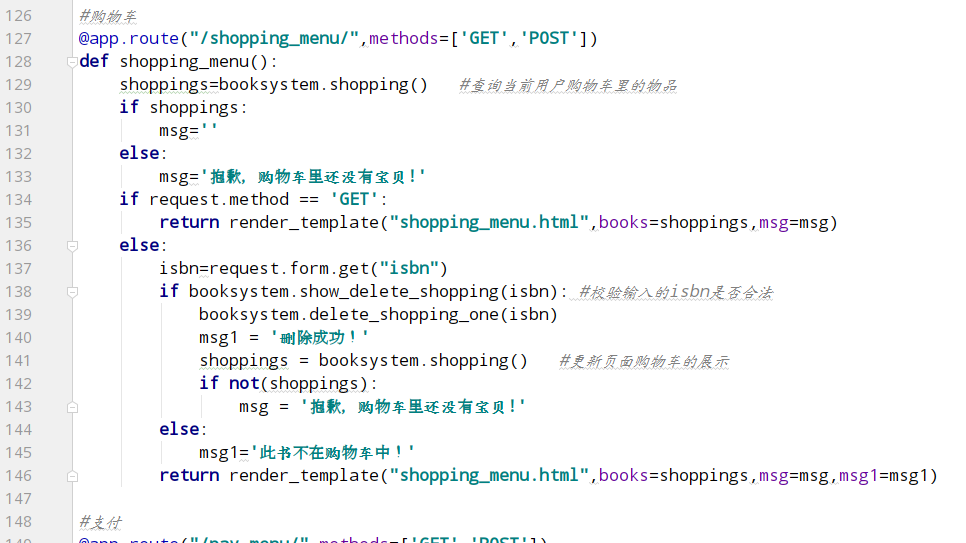 126 #购物车
127 @app.route("/shopping_menu/",methods=['GET','POST'])
128 def shopping_menu():
129 shoppings=booksystem.shopping() #查询当前用户购物车里的物品
130 if shoppings:
131 msg=''
132 else:
133 msg='抱歉，购物车里还没有宝贝！'
134 if request.method == 'GET':
135 return render_template("shopping_menu.html",books=shoppings,msg=msg)
136 else:
137 isbn=request.form.get("isbn")
138 if booksystem.show_delete_shopping(isbn): #校验输入的isbn是否合法
139 booksystem.delete_shopping_one(isbn)
140 msg1 = '删除成功！'
141 shoppings = booksystem.shopping() #更新页面购物车的展示
142 if not(shoppings):
143 msg = '抱歉，购物车里还没有宝贝！'
144 else:
145 msg1='此书不在购物车中！'
146 return render_template("shopping_menu.html",books=shoppings,msg=msg,msg1=msg1)
147
148 #支付
149 @app.route("/pay_menu/",methods=['GET','POST'])